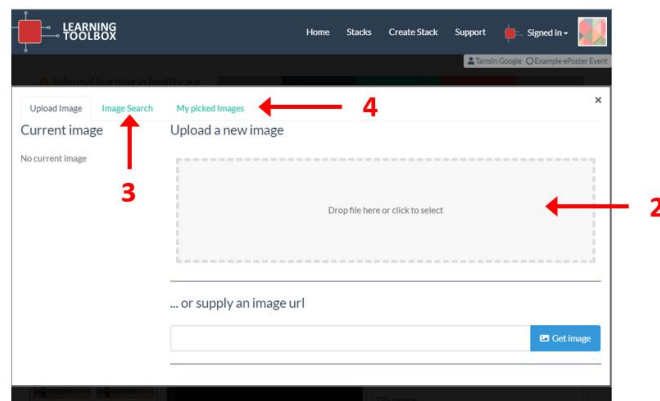 LEARNING
TOOLBOX
Home Stacks Create Stack Support Signed in
Tamsin Google Example ePoster Event
Informal learning in healthcare
Upload Image Image Search My picked Images 4 ×
Current image Upload a new image
No current image
3
Drop file here or click to select
2
... or supply an image url
Get image